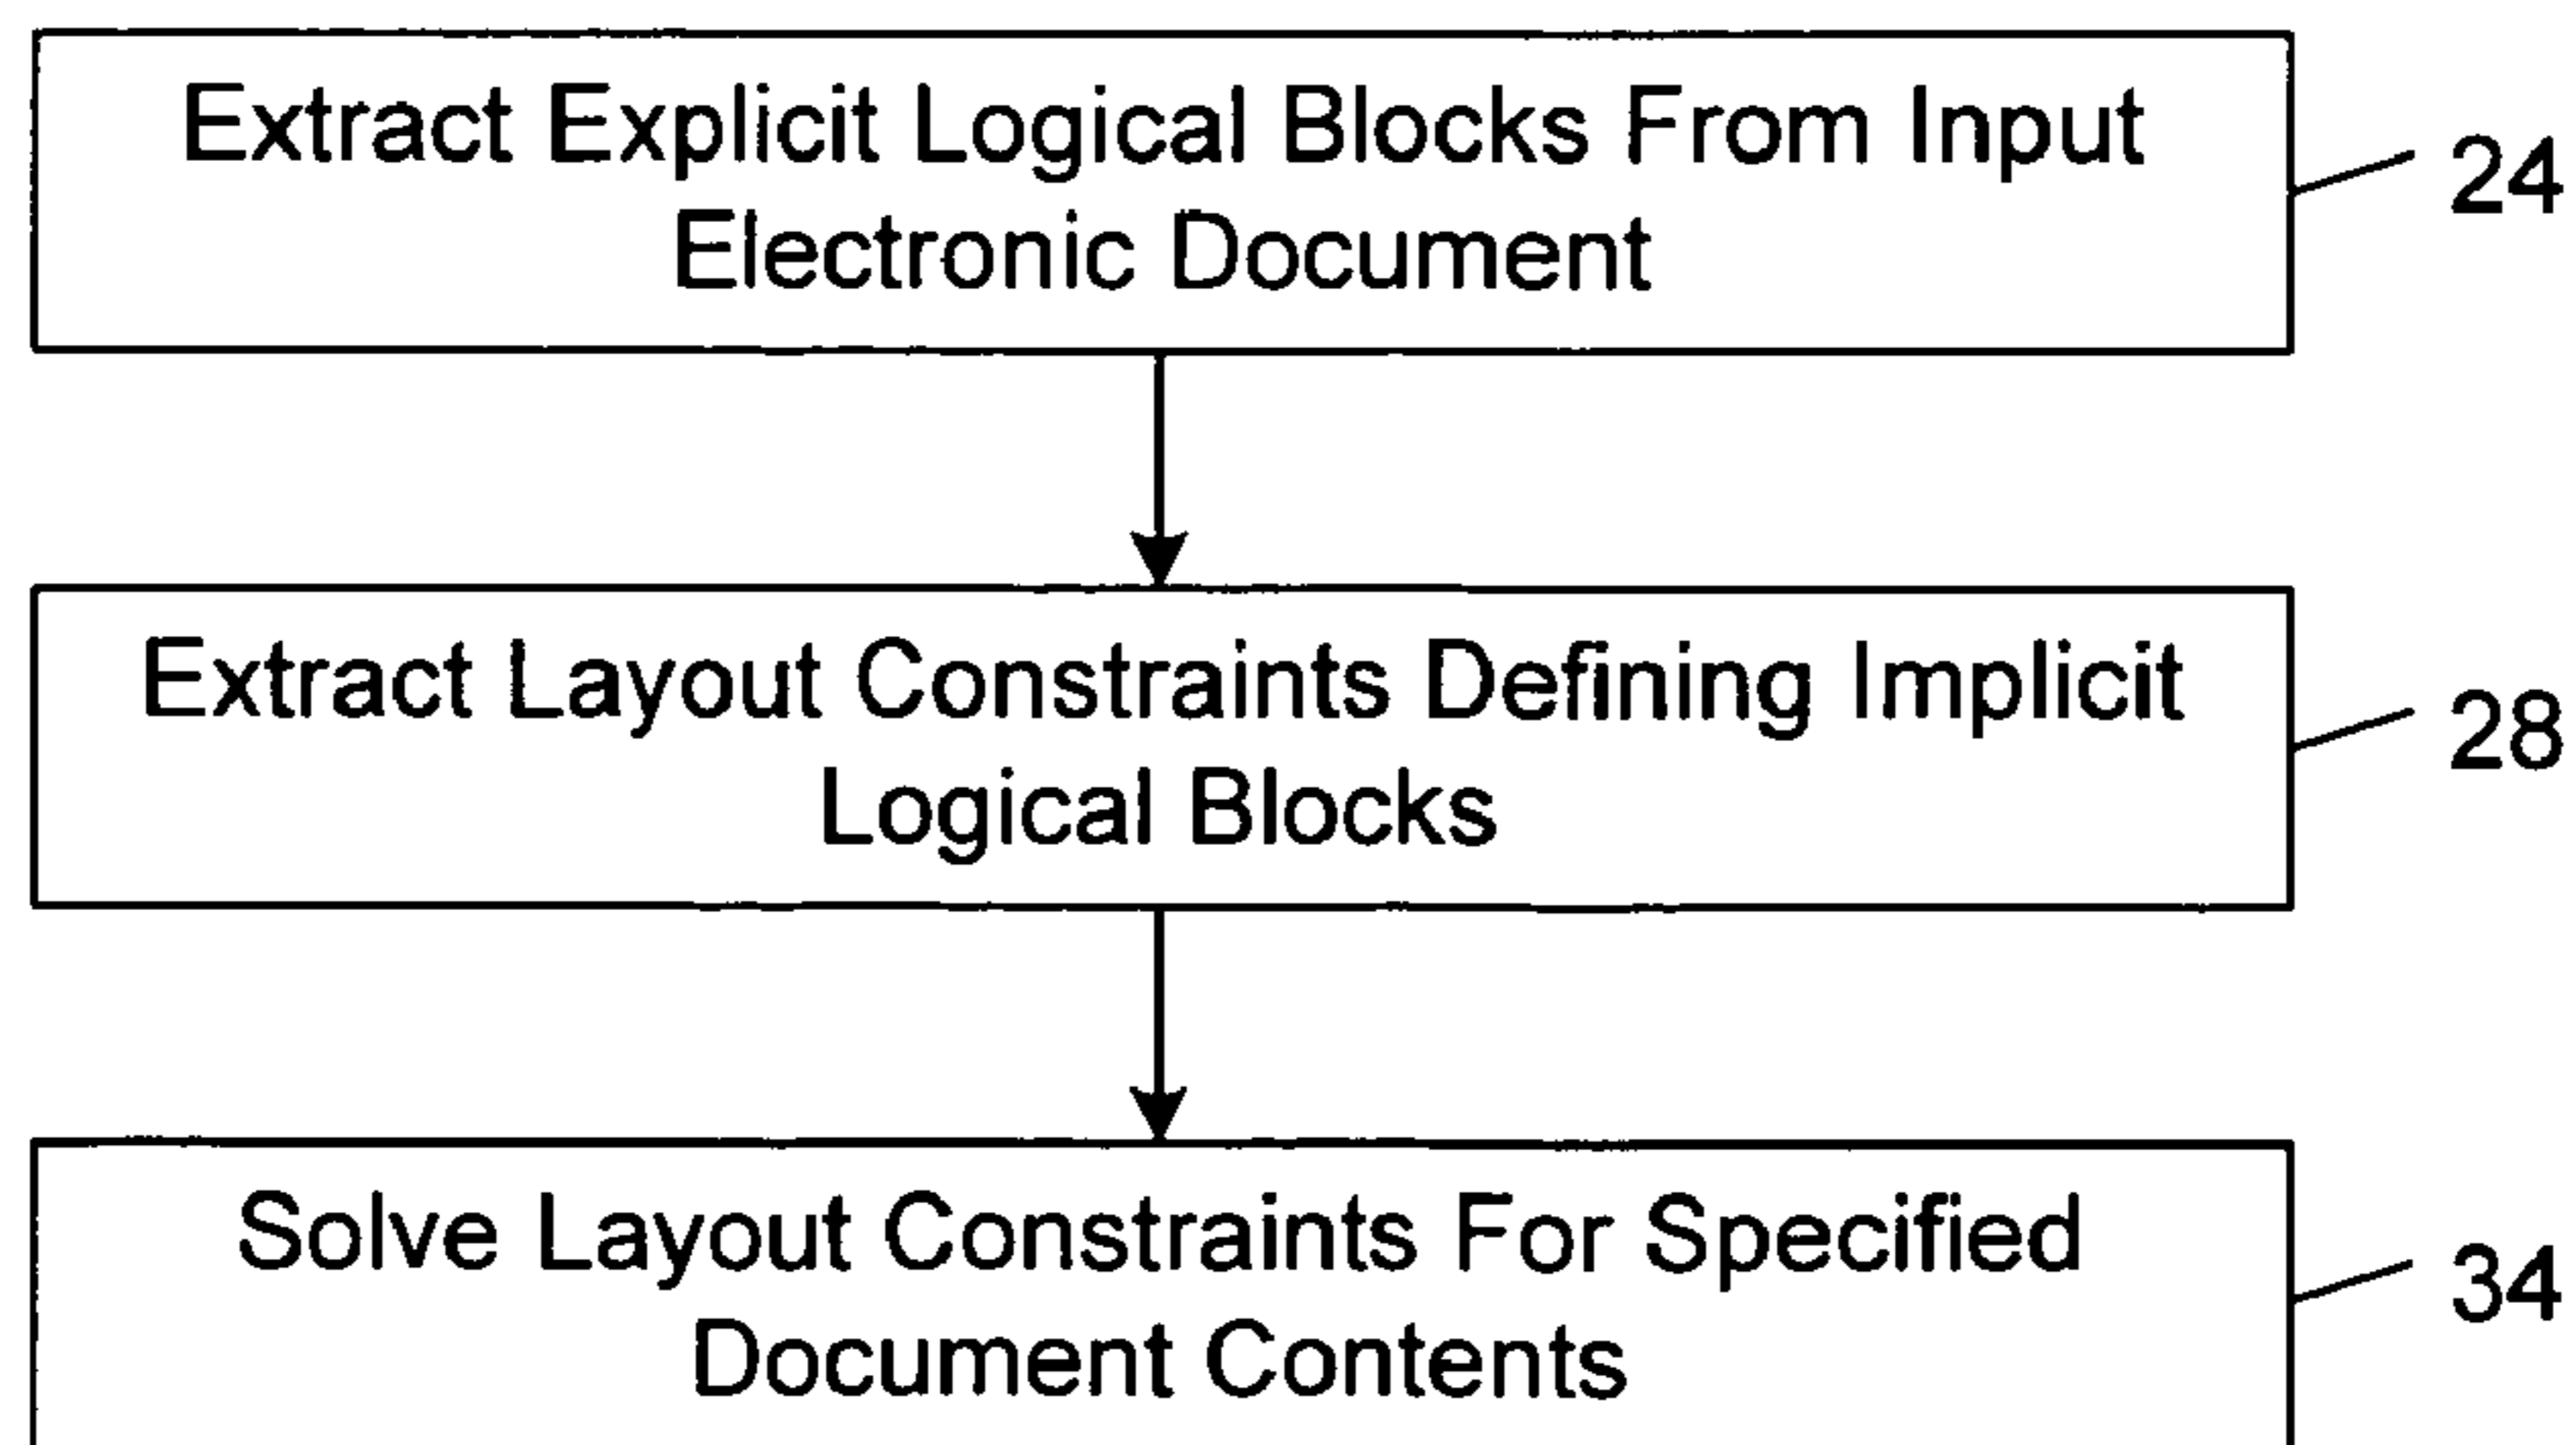 Extract Explicit Logical Blocks From Input
Electronic Document
24
Extract Layout Constraints Defining Implicit
Logical Blocks
28
Solve Layout Constraints For Specified
Document Contents
34